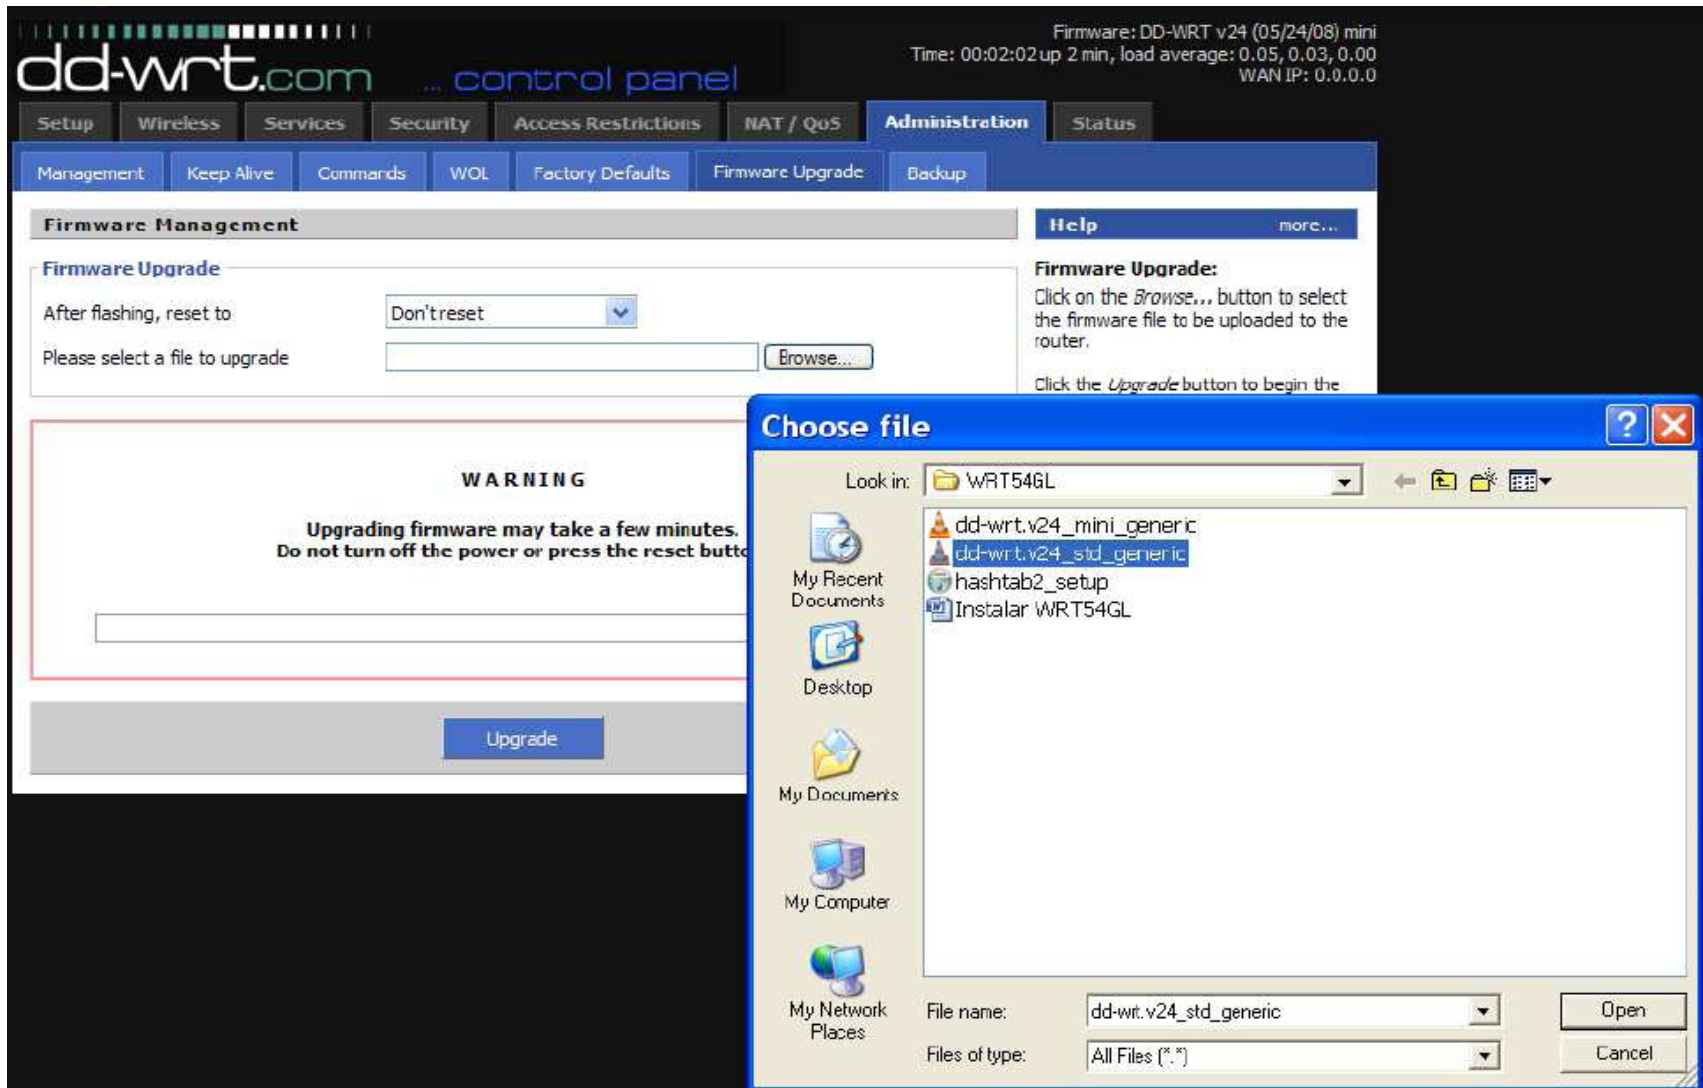 dd-wrt.com ... control panel
Firmware: DD-WRT v24 (05/24/08) mini
Time: 00:02:02 up 2 min, load average: 0.05, 0.03, 0.00
WAN IP: 0.0.0.0
Setup Wireless Services Security Access Restrictions NAT / QoS Administration Status
Management Keep Alive Commands WOL Factory Defaults Firmware Upgrade Backup
Firmware Management
Firmware Upgrade
After flashing, reset to Don't reset
Please select a file to upgrade Browse...
WARNING
Upgrading firmware may take a few minutes.
Do not turn off the power or press the reset butto
Upgrade
Help more...
Firmware Upgrade:
Click on the Browse... button to select
the firmware file to be uploaded to the
router.
Click the Upgrade button to begin the
Choose file
Look in: WRT54GL
dd-wrt.v24_mini_generic
dd-wrt.v24_std_generic
hashtab2_setup
Instalar WRT54GL
My Recent
Documents
Desktop
My Documents
My Computer
My Network
Places
File name: dd-wrt.v24_std_generic Open
Files of type: All Files (*.*) Cancel